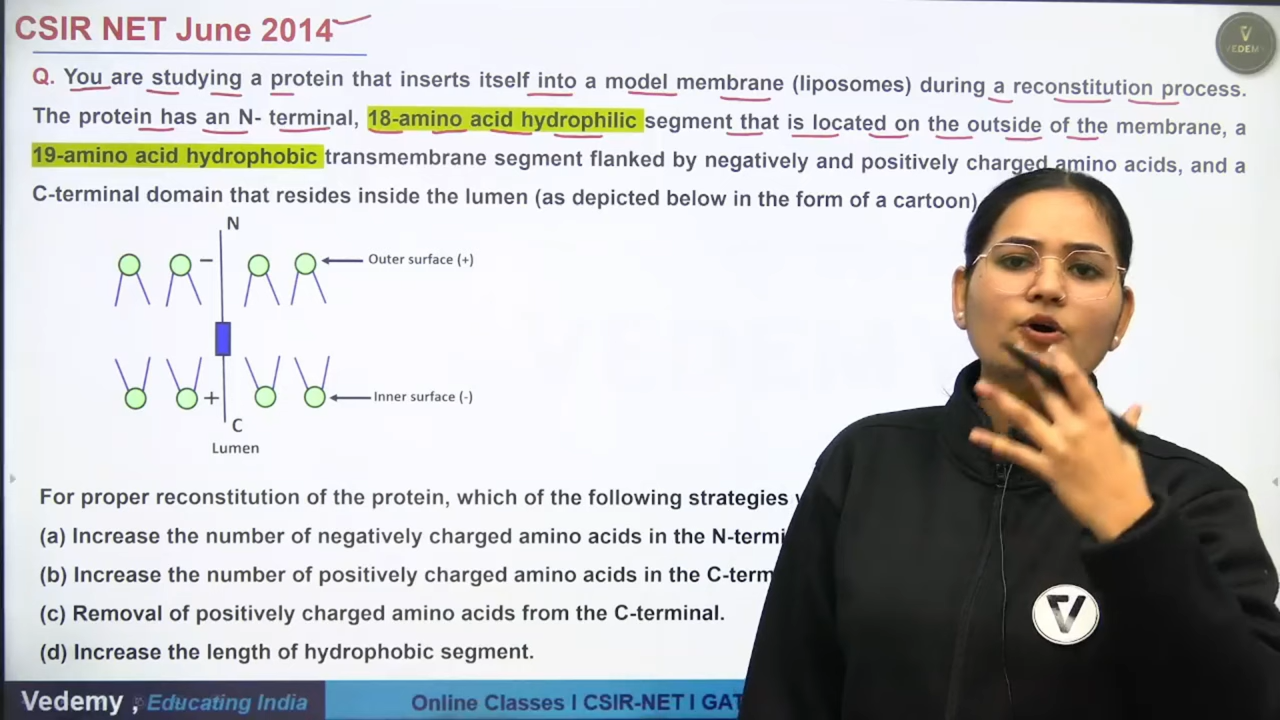 CSIR NET June 2014
VEDEMY
Q. You are studying a protein that inserts itself into a model membrane (liposomes) during a reconstitution process.
The protein has an N- terminal, 18-amino acid hydrophilic segment that is located on the outside of the membrane, a
19-amino acid hydrophobic transmembrane segment flanked by negatively and positively charged amino acids, and a
C-terminal domain that resides inside the lumen (as depicted below in the form of a cartoon)
N
− Outer surface (+)
+ Inner surface (-)
C
Lumen
For proper reconstitution of the protein, which of the following strategies
(a) Increase the number of negatively charged amino acids in the N-termi
(b) Increase the number of positively charged amino acids in the C-term
(c) Removal of positively charged amino acids from the C-terminal.
(d) Increase the length of hydrophobic segment.
Vedemy , Educating India
Online Classes I CSIR-NET I GAT